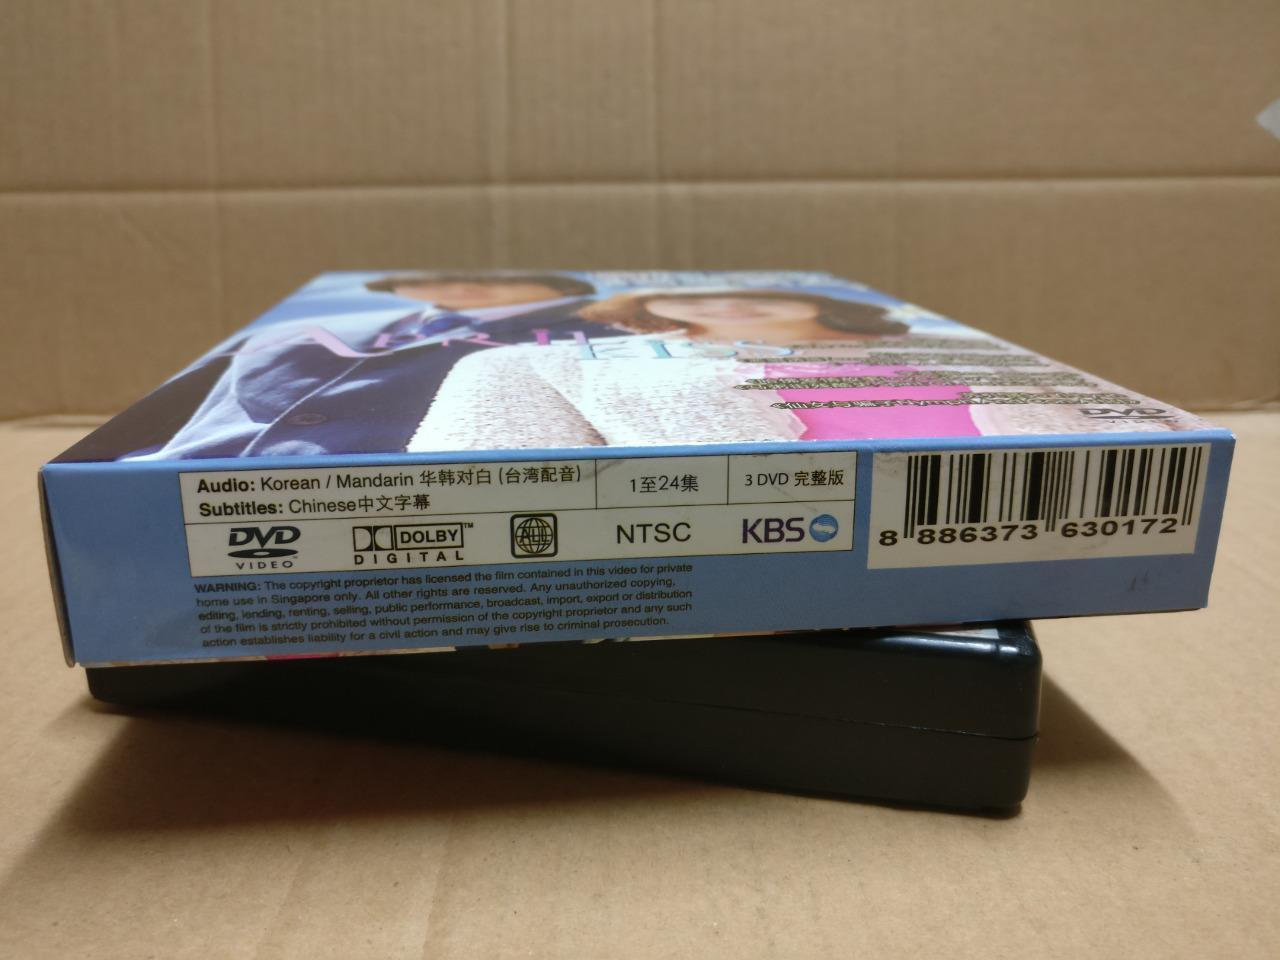 APRIL KISS
DVD
Audio: Korean / Mandarin 华韩对白 (台湾配音)
Subtitles: Chinese中文字幕
1至24集
3 DVD 完整版
DVD
VIDEO™
DOLBY™
DIGITAL
ALL
NTSC
KBS
8 886373 630172
WARNING: The copyright proprietor has licensed the film contained in this video for private
home use in Singapore only. All other rights are reserved. Any unauthorized copying,
editing, lending, renting, selling, public performance, broadcast, import, export or distribution
of the film is strictly prohibited without permission of the copyright proprietor and any such
action establishes liability for a civil action and may give rise to criminal prosecution.